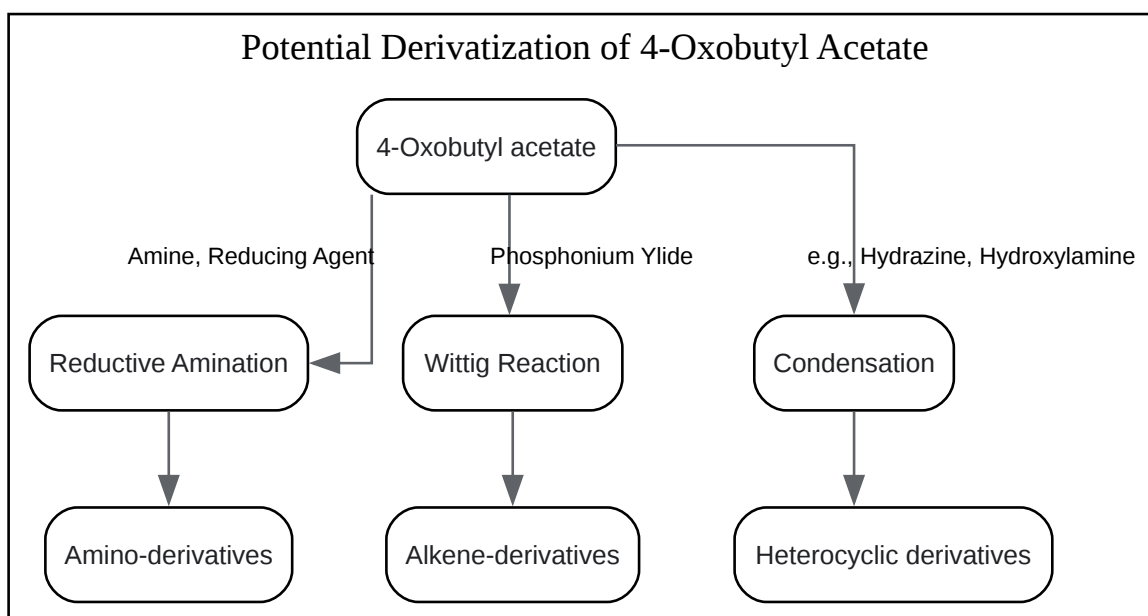 Potential Derivatization of 4-Oxobutyl Acetate
4-Oxobutyl acetate
Amine, Reducing Agent
Phosphonium Ylide
e.g., Hydrazine, Hydroxylamine
Reductive Amination
Wittig Reaction
Condensation
Amino-derivatives
Alkene-derivatives
Heterocyclic derivatives